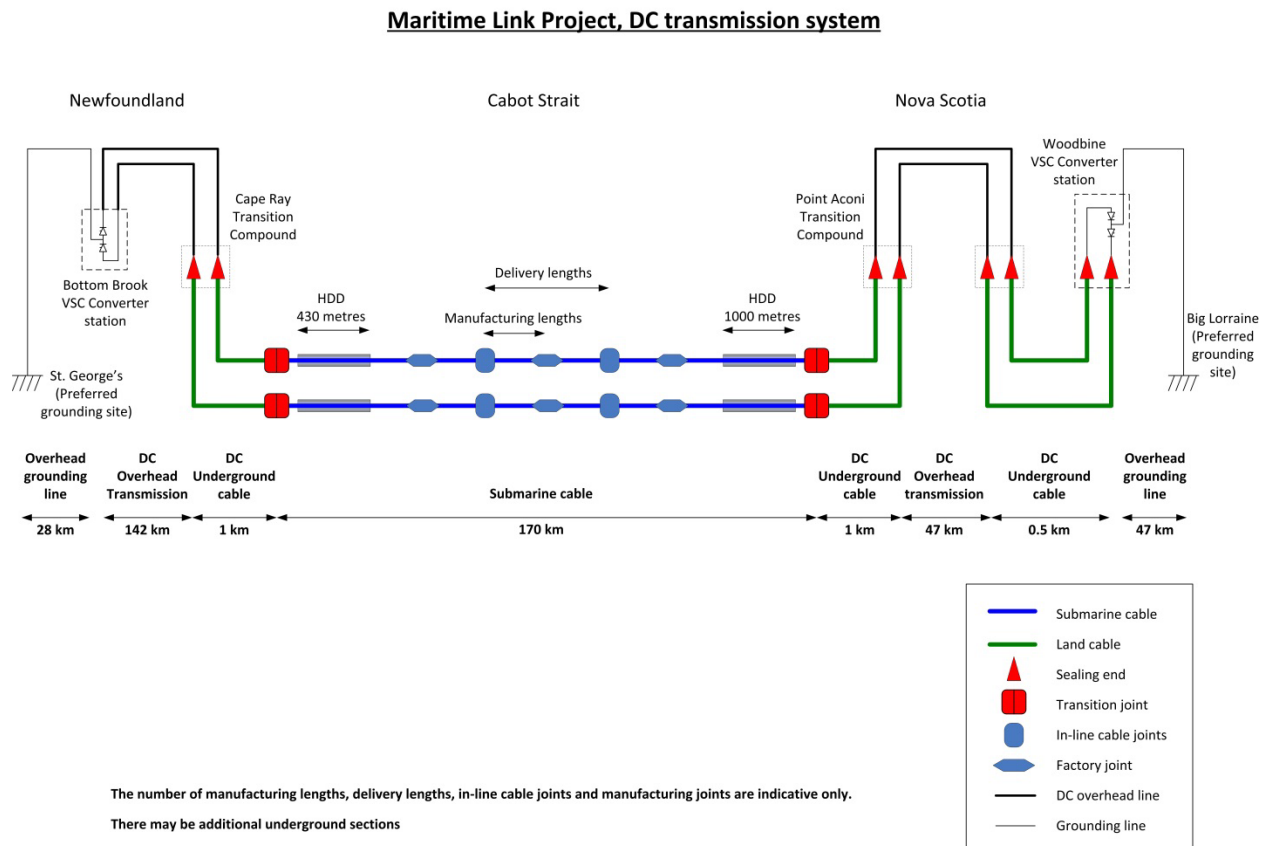 Maritime Link Project, DC transmission system
Newfoundland
Cabot Strait
Nova Scotia
Woodbine
VSC Converter
station
Cape Ray
Transition
Compound
Point Aconi
Transition
Compound
Bottom Brook
VSC Converter
station
Delivery lengths
HDD
430 metres
Manufacturing lengths
HDD
1000 metres
Big Lorraine
(Preferred
grounding
site)
St. George’s
(Preferred
grounding site)
Overhead
grounding
line
28 km
DC
Overhead
Transmission
142 km
DC
Underground
cable
1 km
Submarine cable
170 km
DC
Underground
cable
1 km
DC
Overhead
transmission
47 km
DC
Underground
cable
0.5 km
Overhead
grounding
line
47 km
Submarine cable
Land cable
Sealing end
Transition joint
In-line cable joints
Factory joint
DC overhead line
Grounding line
The number of manufacturing lengths, delivery lengths, in-line cable joints and manufacturing joints are indicative only.
There may be additional underground sections